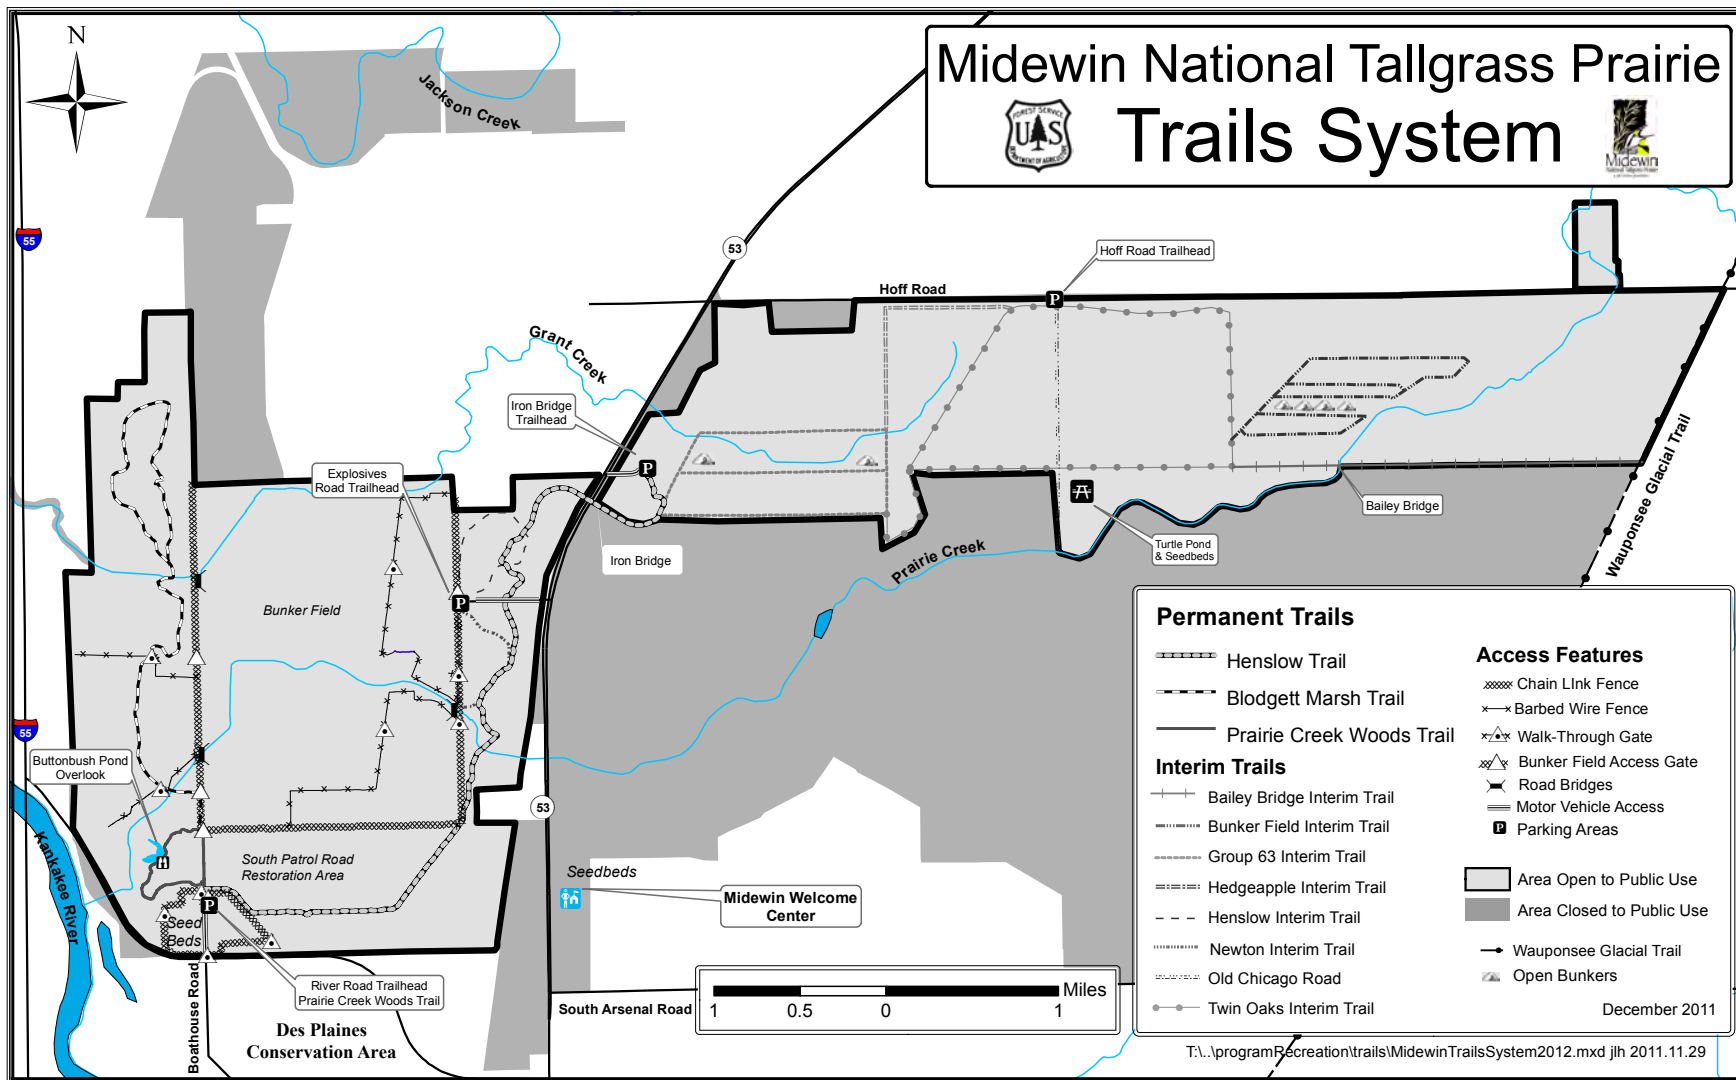 Midewin National Tallgrass Prairie
Trails System
FOREST SERVICE
U S
DEPARTMENT OF AGRICULTURE
Midewin
National Tallgrass Prairie
N
Jackson Creek
55
53
Hoff Road Trailhead
P
Hoff Road
Grant Creek
Iron Bridge
Trailhead
P
Explosives
Road Trailhead
Bailey Bridge
Wauponsee Glacial Trail
Iron Bridge
Turtle Pond
& Seedbeds
Prairie Creek
Bunker Field
P
55
Buttonbush Pond
Overlook
53
Kankakee River
South Patrol Road
Restoration Area
Seedbeds
Midewin Welcome
Center
P
Seed
Beds
River Road Trailhead
Prairie Creek Woods Trail
Boathouse Road
Des Plaines
Conservation Area
South Arsenal Road
Miles
1 0.5 0 1
Permanent Trails
Henslow Trail
Blodgett Marsh Trail
Prairie Creek Woods Trail
Interim Trails
Bailey Bridge Interim Trail
Bunker Field Interim Trail
Group 63 Interim Trail
Hedgeapple Interim Trail
Henslow Interim Trail
Newton Interim Trail
Old Chicago Road
Twin Oaks Interim Trail
Access Features
Chain LInk Fence
Barbed Wire Fence
Walk-Through Gate
Bunker Field Access Gate
Road Bridges
Motor Vehicle Access
P Parking Areas
Area Open to Public Use
Area Closed to Public Use
Wauponsee Glacial Trail
Open Bunkers
December 2011
T:\..\programRecreation\trails\MidewinTrailsSystem2012.mxd jlh 2011.11.29